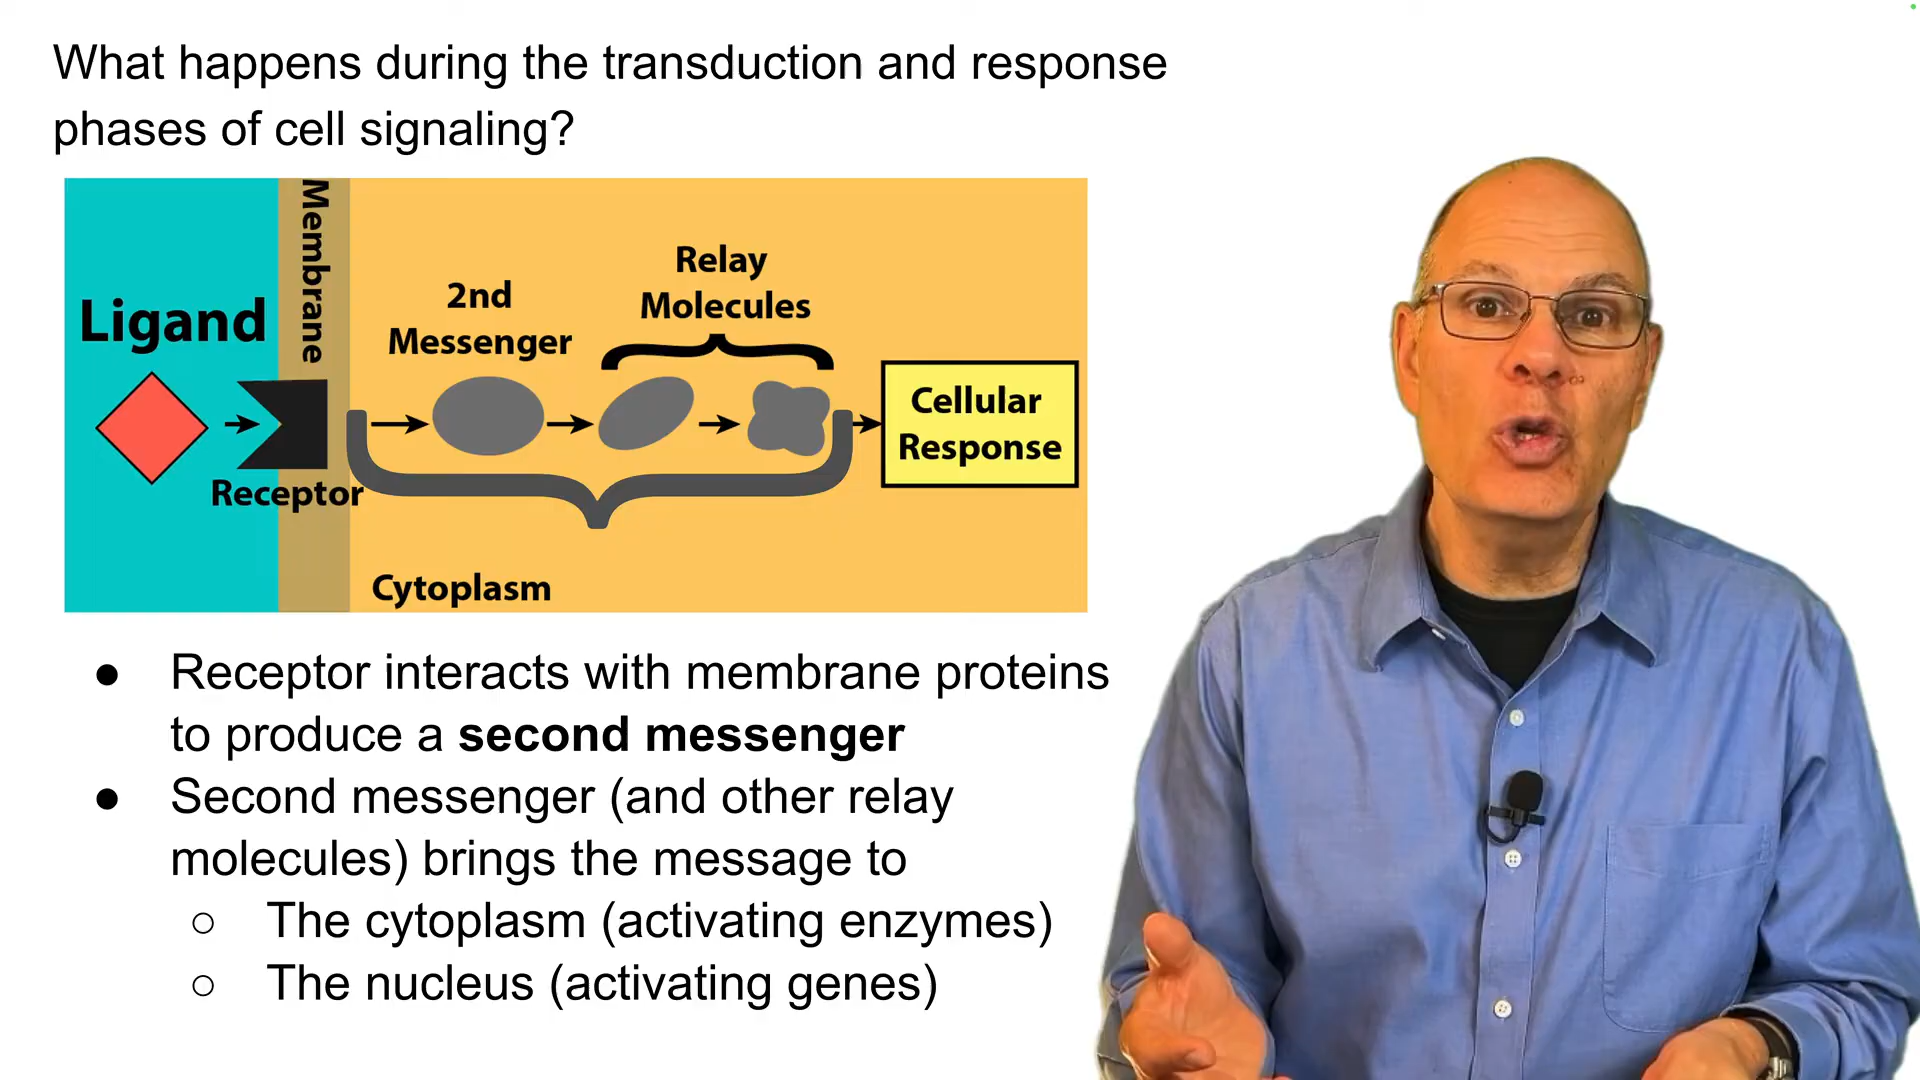 What happens during the transduction and response
phases of cell signaling?
Membrane
Ligand
2nd
Messenger
Relay
Molecules
Cellular
Response
Receptor
Cytoplasm
● Receptor interacts with membrane proteins
to produce a second messenger
● Second messenger (and other relay
molecules) brings the message to
○ The cytoplasm (activating enzymes)
○ The nucleus (activating genes)